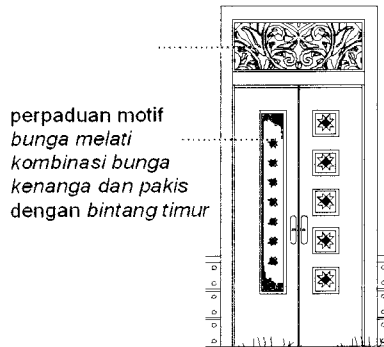 perpaduan motif
bunga melati
kombinasi bunga
kenanga dan pakis
dengan bintang timur